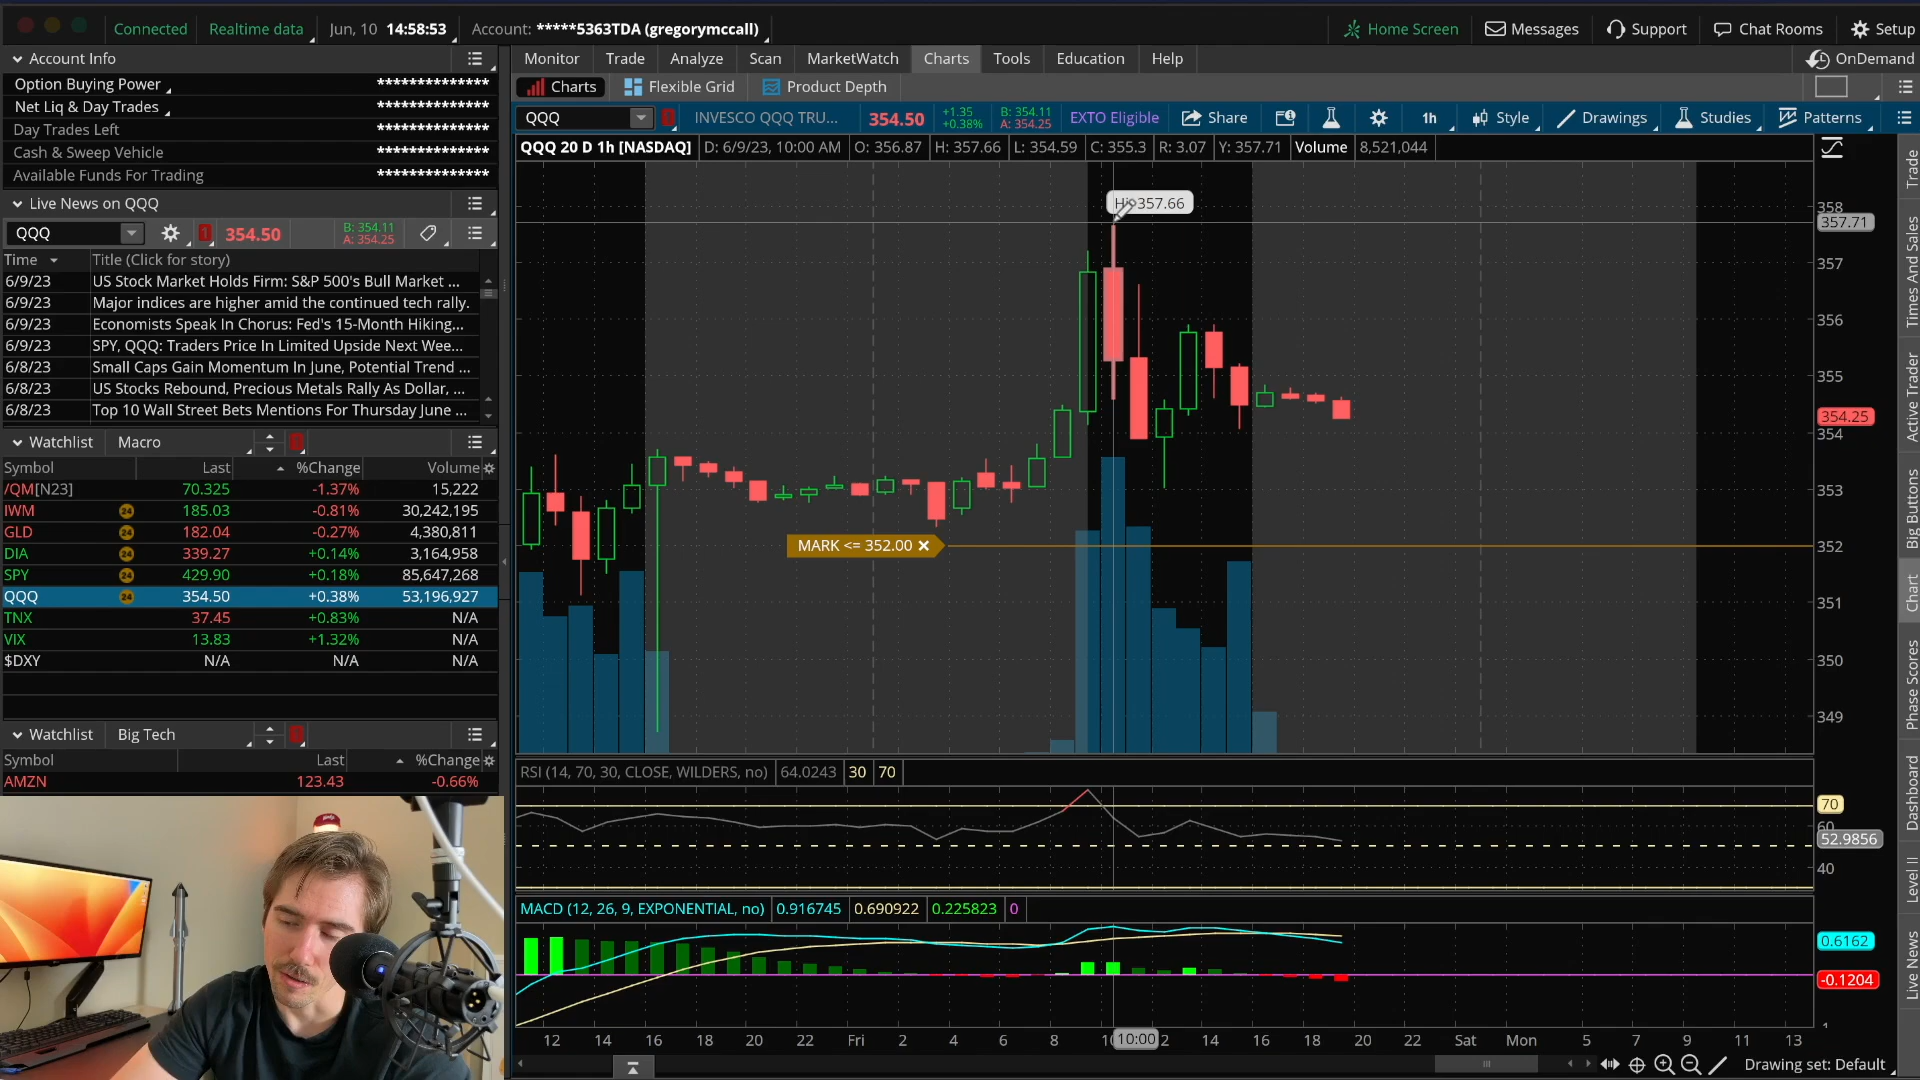 Connected Realtime data Jun, 10 14:58:53 Account: *****5363TDA (gregorymccall) Home Screen Messages Support Chat Rooms Setup
Account Info
Option Buying Power **************
Net Liq & Day Trades **************
Day Trades Left **************
Cash & Sweep Vehicle **************
Available Funds For Trading **************
Live News on QQQ
QQQ 1 354.50 B: 354.11 A: 354.25
Time Title (Click for story)
6/9/23 US Stock Market Holds Firm: S&P 500's Bull Market ...
6/9/23 Major indices are higher amid the continued tech rally.
6/9/23 Economists Speak In Chorus: Fed's 15-Month Hiking...
6/9/23 SPY, QQQ: Traders Price In Limited Upside Next Wee...
6/8/23 Small Caps Gain Momentum In June, Potential Trend ...
6/8/23 US Stocks Rebound, Precious Metals Rally As Dollar, ...
6/8/23 Top 10 Wall Street Bets Mentions For Thursday June ...
Watchlist Macro
Symbol Last %Change Volume
/QM[N23] 70.325 -1.37% 15,222
IWM 24 185.03 -0.81% 30,242,195
GLD 24 182.04 -0.27% 4,380,811
DIA 24 339.27 +0.14% 3,164,958
SPY 24 429.90 +0.18% 85,647,268
QQQ 24 354.50 +0.38% 53,196,927
TNX 37.45 +0.83% N/A
VIX 13.83 +1.32% N/A
$DXY N/A N/A N/A
Watchlist Big Tech
Symbol Last %Change
AMZN 123.43 -0.66%
Monitor Trade Analyze Scan MarketWatch Charts Tools Education Help OnDemand
Charts Flexible Grid Product Depth
QQQ INVESCO QQQ TRU... 354.50 +1.35 +0.38% B: 354.11 A: 354.25 EXTO Eligible Share 1h Style Drawings Studies Patterns
QQQ 20 D 1h [NASDAQ] D: 6/9/23, 10:00 AM O: 356.87 H: 357.66 L: 354.59 C: 355.3 R: 3.07 Y: 357.71 Volume 8,521,044
357.66
358
357.71
357
356
355
354.25
354
353
MARK <= 352.00
352
351
350
349
RSI (14, 70, 30, CLOSE, WILDERS, no) 64.0243 30 70
70
60
52.9856
40
MACD (12, 26, 9, EXPONENTIAL, no) 0.916745 0.690922 0.225823 0
0.6162
-0.1204
12 14 16 18 20 22 Fri 2 4 6 8 10:00 14 16 18 20 22 Sat Mon 5 7 9 11 13
Drawing set: Default
Trade
Times And Sales
Active Trader
Big Buttons
Chart
Phase Scores
Dashboard
Level II
Live News